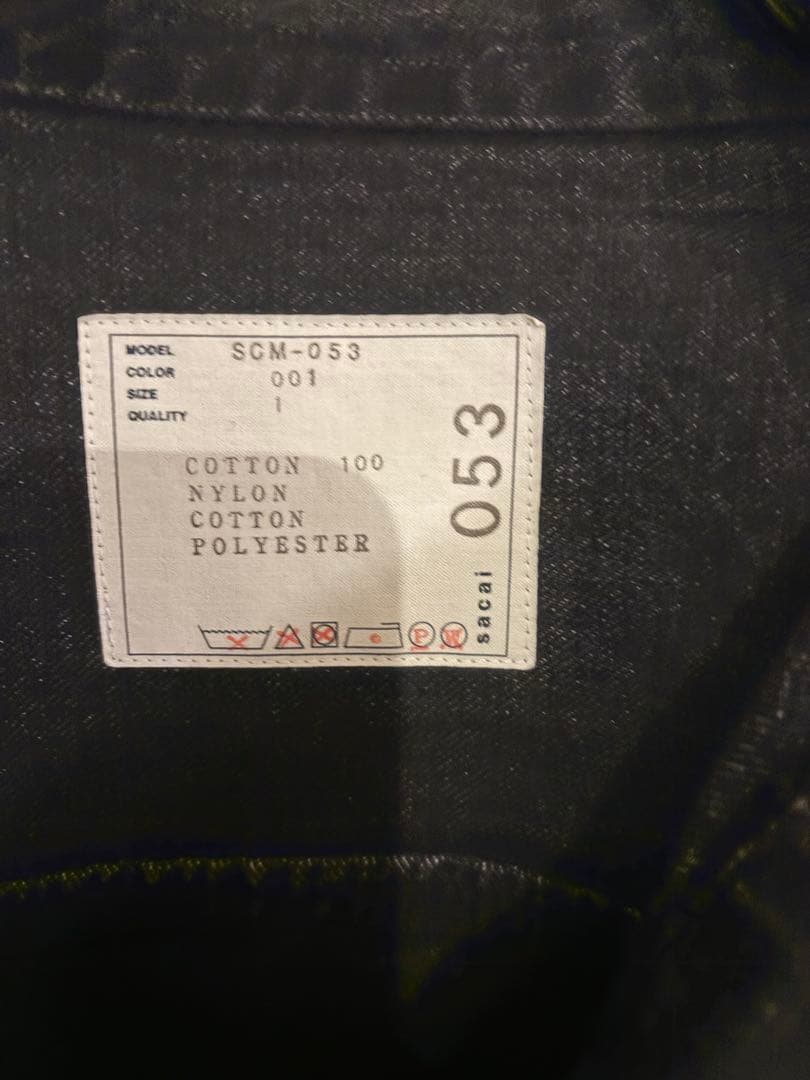 MODEL SCM-053
COLOR 001
SIZE 1
QUALITY
COTTON 100
NYLON
COTTON
POLYESTER
P W
sacai 053